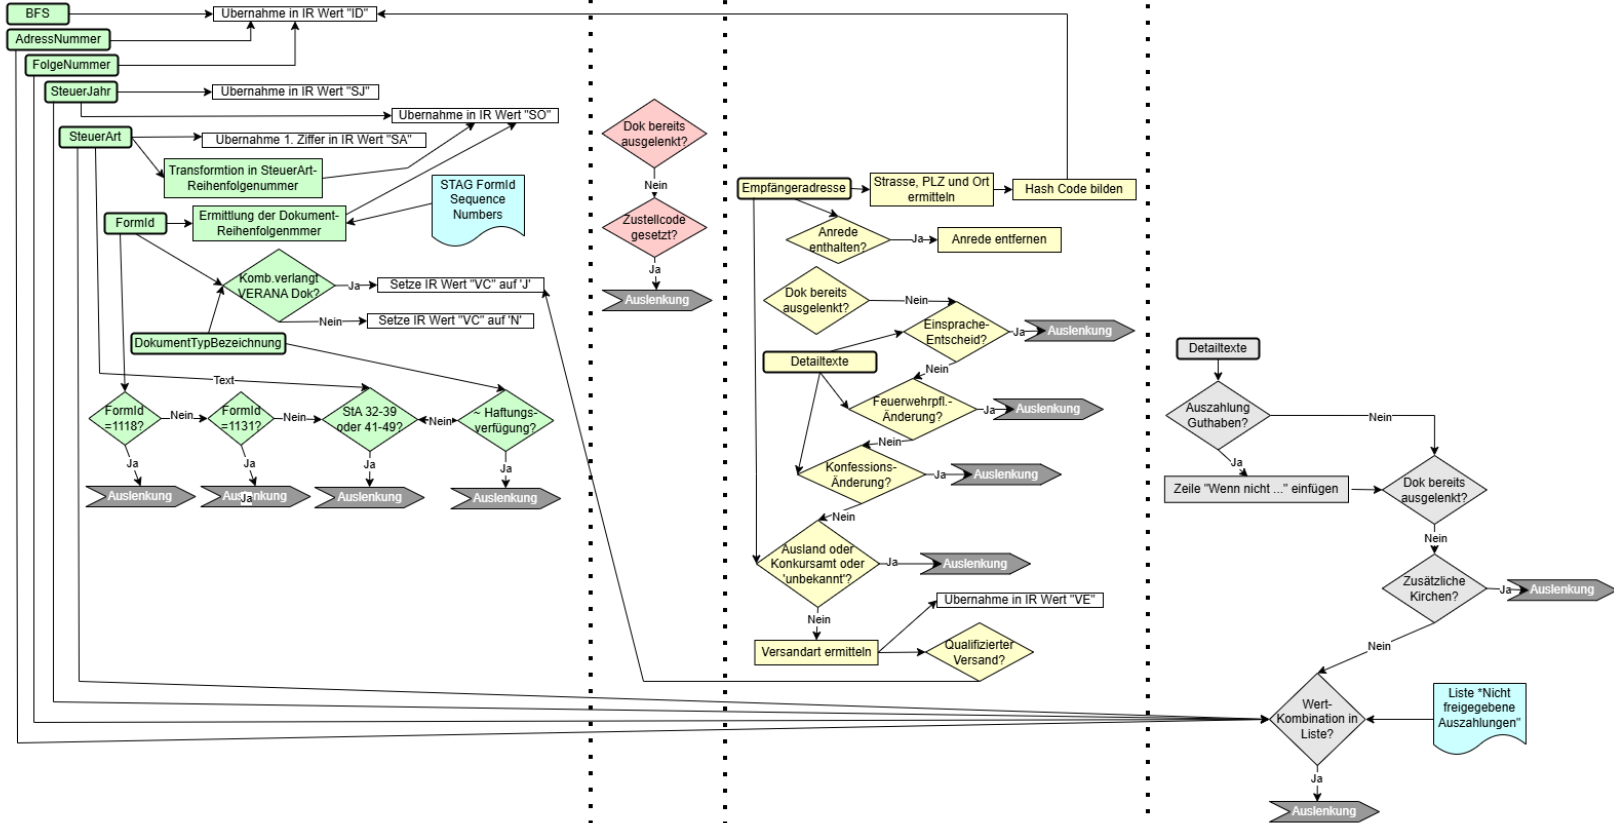 BFS
Übernahme in IR Wert "ID"
AdressNummer
FolgeNummer
SteuerJahr
Übernahme in IR Wert "SJ"
Übernahme in IR Wert "SO"
SteuerArt
Übernahme 1. Ziffer in IR Wert "SA"
Transformtion in SteuerArt-
Reihenfolgenummer
STAG FormId
Sequence
Numbers
FormId
Ermittlung der Dokument-
Reihenfolgenmmer
Komb.verlangt
VERANA Dok?
Ja
Setze IR Wert "VC" auf 'J'
Nein
Setze IR Wert "VC" auf 'N'
DokumentTypBezeichnung
Text
FormId
=1118?
Nein
FormId
=1131?
Nein
StA 32-39
oder 41-49?
Nein
~ Haftungs-
verfügung?
Ja
Ja
Ja
Ja
Auslenkung
Auslenkung
Ja
Auslenkung
Auslenkung
Dok bereits
ausgelenkt?
Nein
Zustellcode
gesetzt?
Ja
Auslenkung
Empfängeradresse
Strasse, PLZ und Ort
ermitteln
Hash Code bilden
Anrede
enthalten?
Ja
Anrede entfernen
Dok bereits
ausgelenkt?
Nein
Einsprache-
Entscheid?
Ja
Auslenkung
Detailtexte
Nein
Feuerwehrpfl.-
Änderung?
Ja
Auslenkung
Nein
Konfessions-
Änderung?
Ja
Auslenkung
Nein
Ausland oder
Konkursamt oder
'unbekannt'?
Ja
Auslenkung
Nein
Übernahme in IR Wert "VE"
Versandart ermitteln
Qualifizierter
Versand?
Detailtexte
Auszahlung
Guthaben?
Nein
Ja
Zeile "Wenn nicht ..." einfügen
Dok bereits
ausgelenkt?
Nein
Zusätzliche
Kirchen?
Ja
Auslenkung
Nein
Wert-
Kombination in
Liste?
Liste *Nicht
freigegebene
Auszahlungen"
Ja
Auslenkung